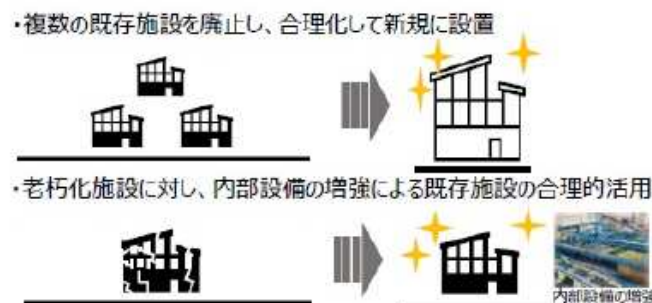 ・複数の既存施設を廃止し、合理化して新規に設置
・老朽化施設に対し、内部設備の増強による既存施設の合理的活用
内部設備の増強